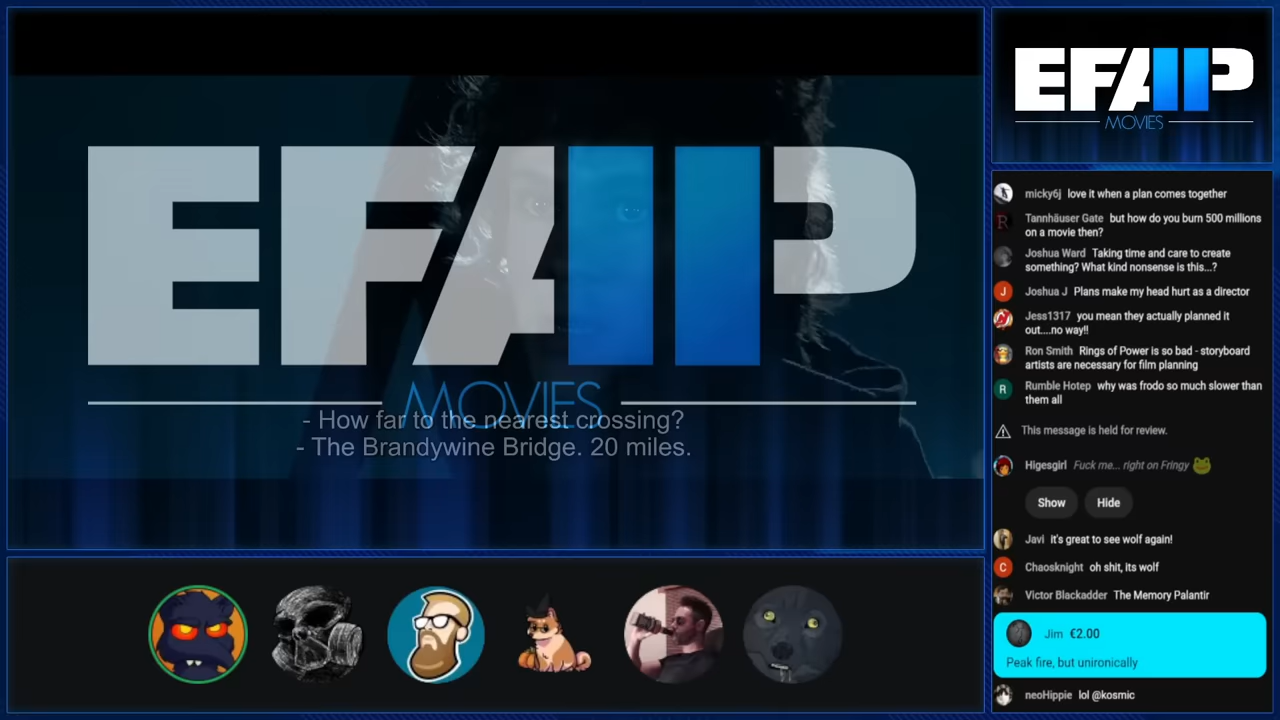 EFAP
MOVIES
- How far to the nearest crossing?
- The Brandywine Bridge. 20 miles.
EFAP
MOVIES
micky6j love it when a plan comes together
Tannhäuser Gate but how do you burn 500 millions
on a movie then?
Joshua Ward Taking time and care to create
something? What kind nonsense is this...?
J
Joshua J Plans make my head hurt as a director
Jess1317 you mean they actually planned it
out....no way!!
Ron Smith Rings of Power is so bad - storyboard
artists are necessary for film planning
R
Rumble Hotep why was frodo so much slower than
them all
This message is held for review.
Higesgirl Fuck me... right on Fringy
Show
Hide
Javi it's great to see wolf again!
C
Chaosknight oh shit, its wolf
Victor Blackadder The Memory Palantir
Jim €2.00
Peak fire, but unironically
neoHippie lol @kosmic